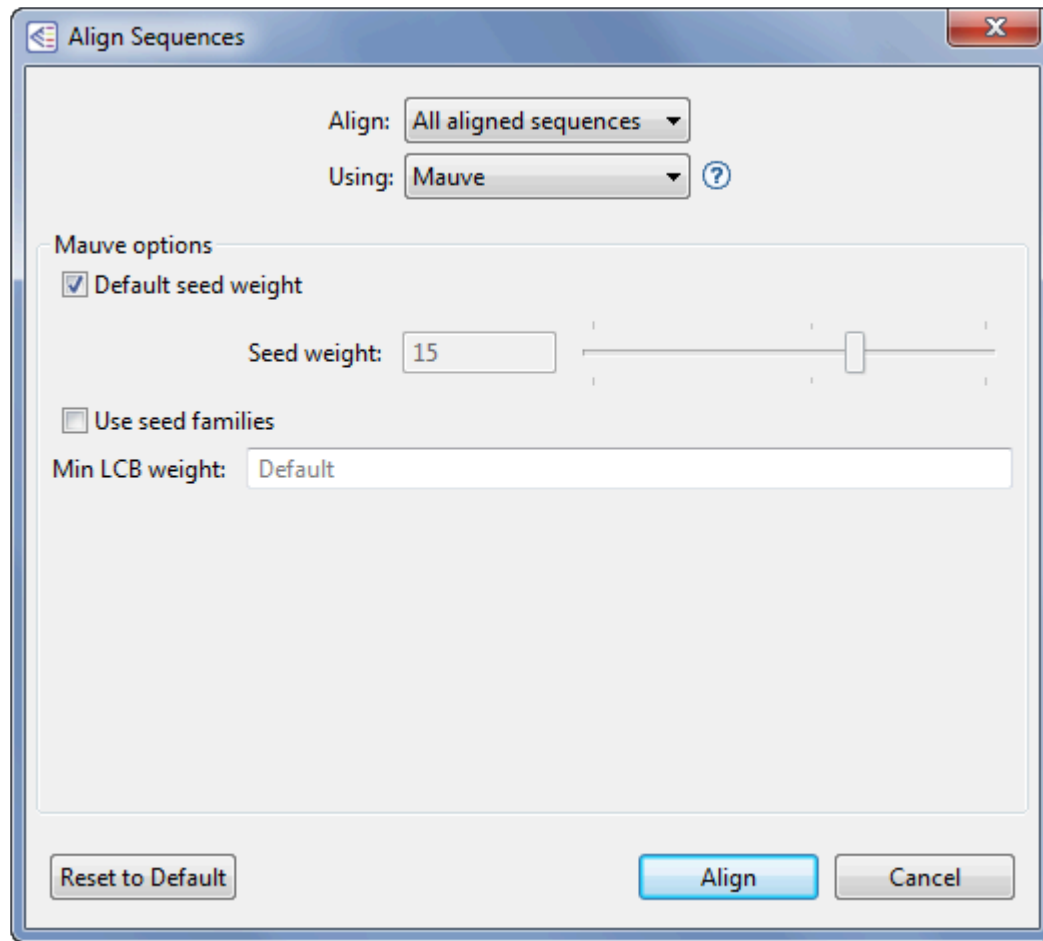 Align Sequences
Align: All aligned sequences
Using: Mauve ?
Mauve options
Default seed weight
Seed weight: 15
Use seed families
Min LCB weight: Default
Reset to Default Align Cancel